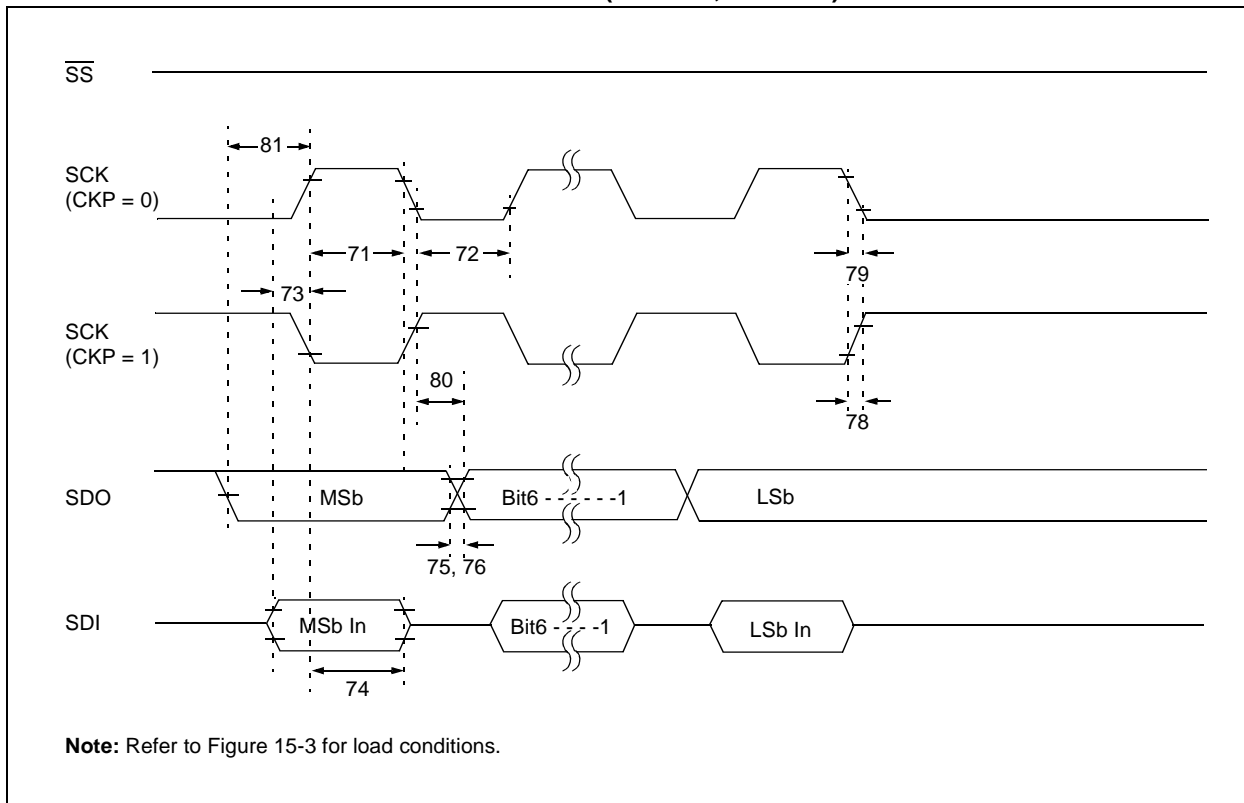 SS
81
SCK
(CKP = 0)
71
72
79
73
SCK
(CKP = 1)
80
78
SDO
MSb
Bit6 - - - - - -1
LSb
75, 76
SDI
MSb In
Bit6 - - - -1
LSb In
74
Note: Refer to Figure 15-3 for load conditions.